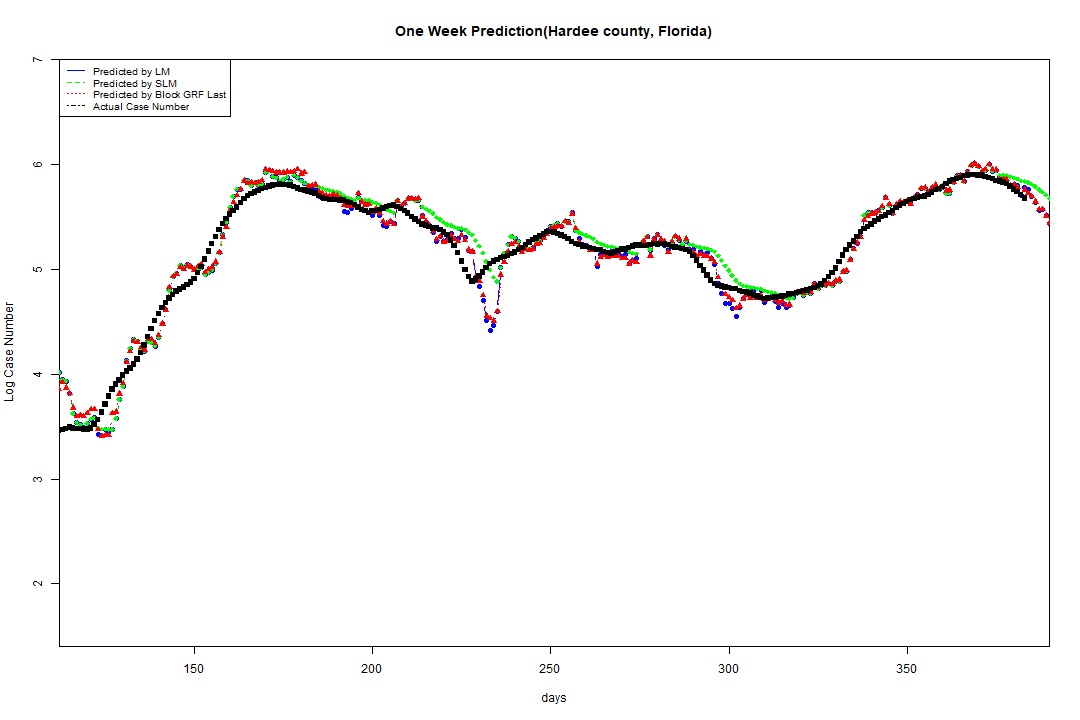 One Week Prediction(Hardee county, Florida)
Predicted by LM
Predicted by SLM
Predicted by Block GRF Last
Actual Case Number
7
6
5
4
3
2
Log Case Number
150 200 250 300 350
days